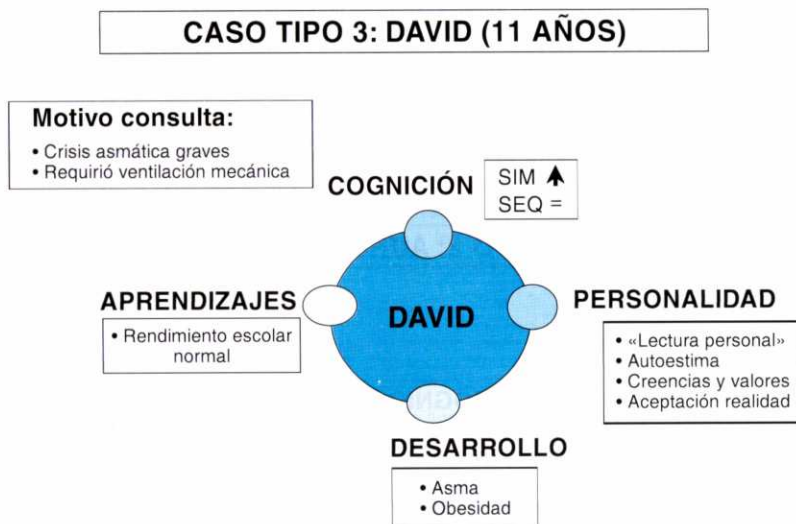 CASO TIPO 3: DAVID (11 AÑOS)
Motivo consulta:
• Crisis asmática graves
• Requirió ventilación mecánica
COGNICIÓN
SIM ↑
SEQ =
APRENDIZAJES
• Rendimiento escolar
normal
DAVID
PERSONALIDAD
• «Lectura personal»
• Autoestima
• Creencias y valores
• Aceptación realidad
DESARROLLO
• Asma
• Obesidad